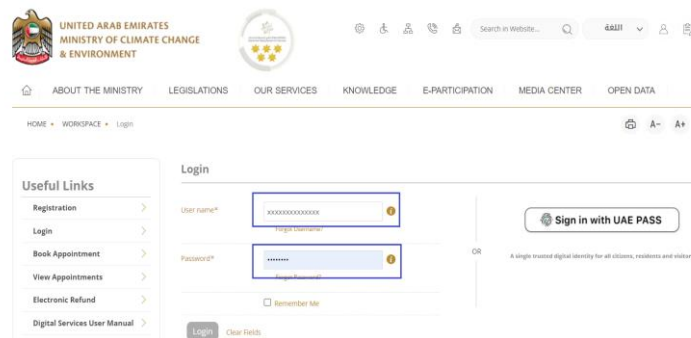 UNITED ARAB EMIRATES
MINISTRY OF CLIMATE CHANGE
& ENVIRONMENT
Search in Website...
اللغة
ABOUT THE MINISTRY
LEGISLATIONS
OUR SERVICES
KNOWLEDGE
E-PARTICIPATION
MEDIA CENTER
OPEN DATA
HOME • WORKSPACE • Login
A- A+
Useful Links
Registration
Login
Book Appointment
View Appointments
Electronic Refund
Digital Services User Manual
Login
User name*
xxxxxxxxxxxxxx
Forgot Username?
Password*
••••••••
Forgot Password?
Remember Me
Login Clear Fields
OR
Sign in with UAE PASS
A single trusted digital identity for all citizens, residents and visitor